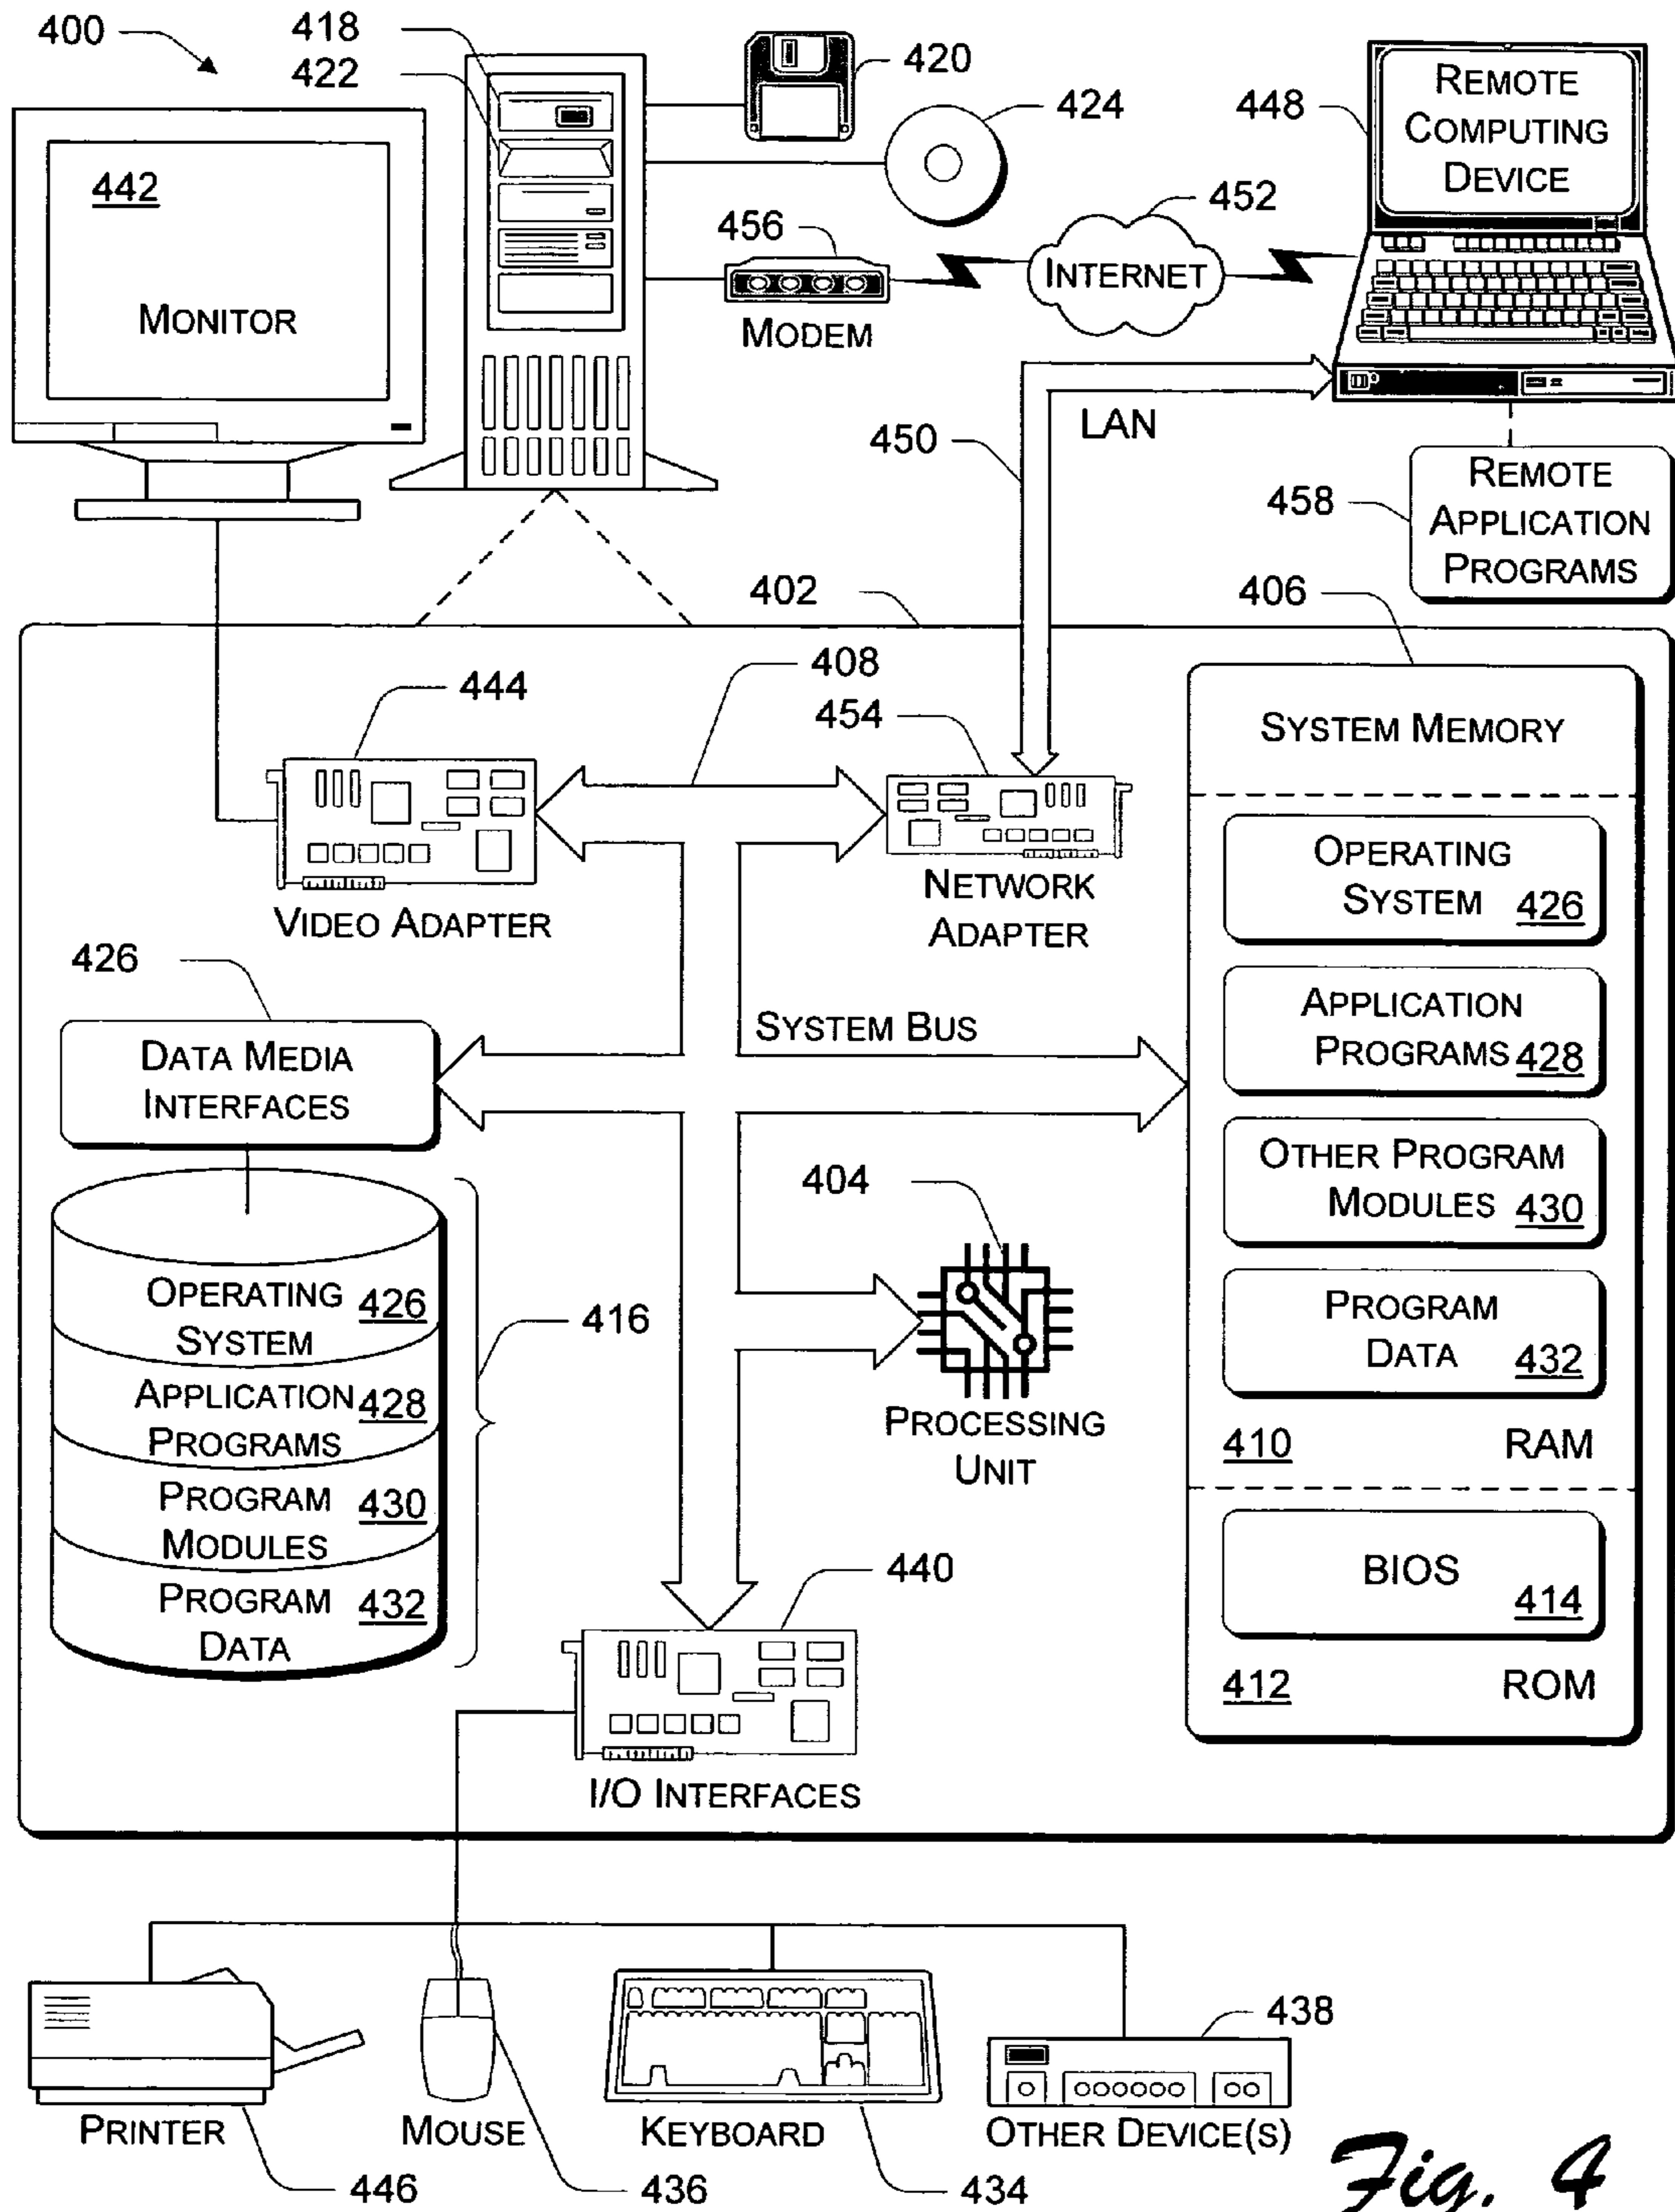 400
418
422
420
424
448
REMOTE
COMPUTING
DEVICE
442
MONITOR
456
MODEM
452
INTERNET
LAN
450
458
REMOTE
APPLICATION
PROGRAMS
402
406
408
444
454
SYSTEM MEMORY
VIDEO ADAPTER
NETWORK
ADAPTER
OPERATING
SYSTEM 426
426
DATA MEDIA
INTERFACES
SYSTEM BUS
APPLICATION
PROGRAMS 428
OTHER PROGRAM
MODULES 430
404
PROCESSING
UNIT
PROGRAM
DATA 432
410 RAM
OPERATING 426
SYSTEM
APPLICATION 428
PROGRAMS
PROGRAM 430
MODULES
PROGRAM 432
DATA
416
BIOS
414
412 ROM
440
I/O INTERFACES
PRINTER
446
MOUSE
436
KEYBOARD
434
438
OTHER DEVICE(S)
Fig. 4